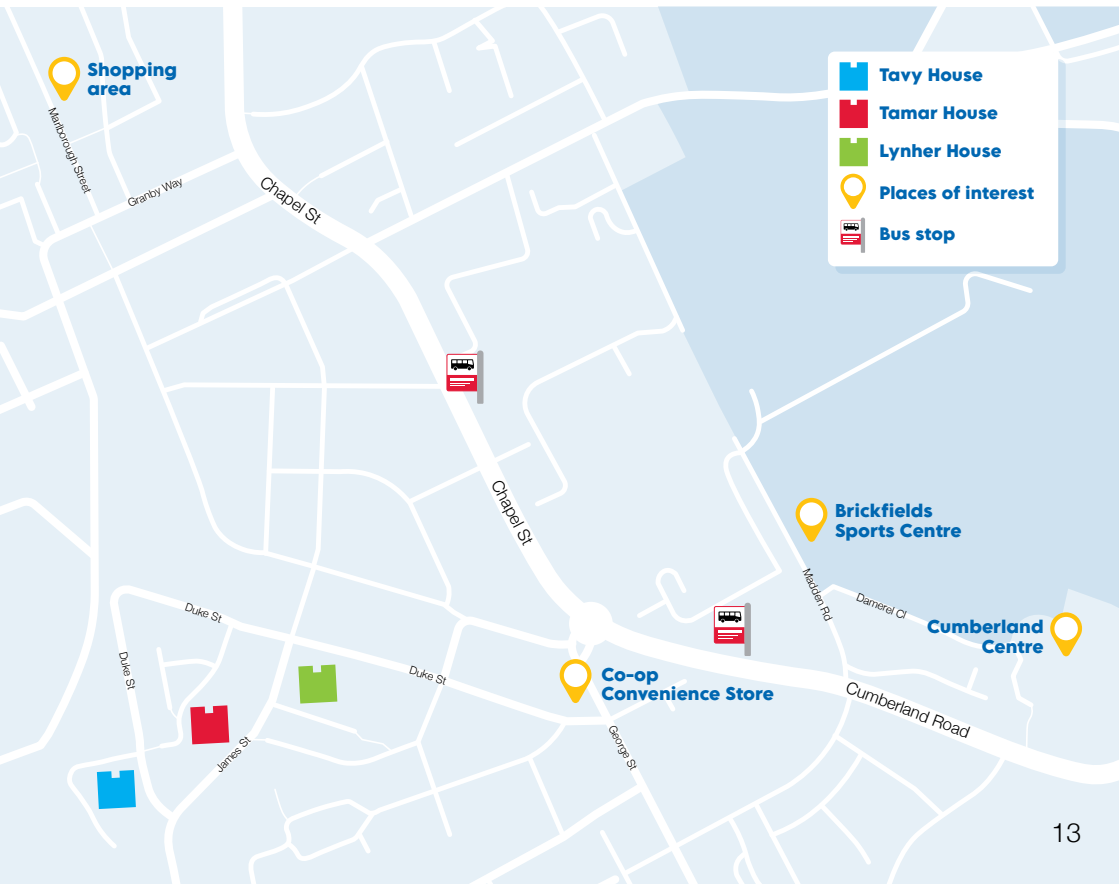 Shopping
area
Marlborough Street
Granby Way
Chapel St
Tavy House
Tamar House
Lynher House
Places of interest
Bus stop
Chapel St
Brickfields
Sports Centre
Madden Rd
Damerel Cl
Cumberland
Centre
Duke St
Duke St
Duke St
Co-op
Convenience Store
Cumberland Road
George St
James St
13